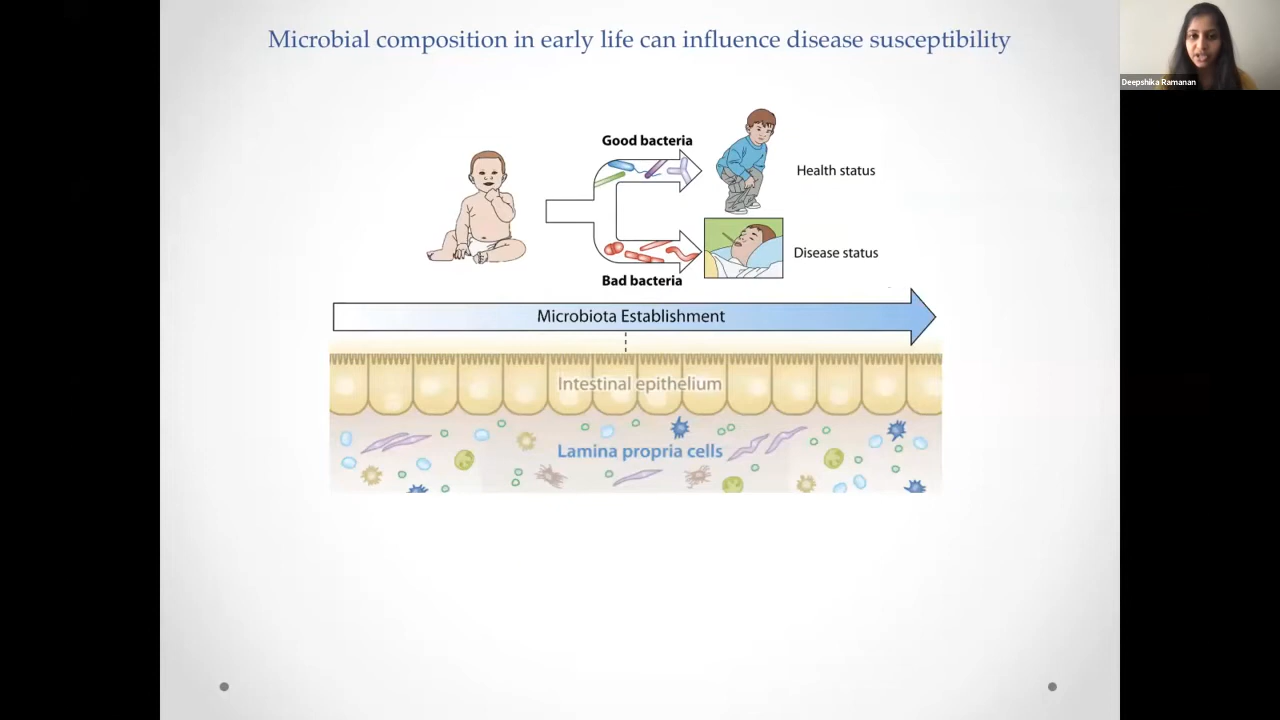 Microbial composition in early life can influence disease susceptibility
Deepshika Ramanan
Good bacteria
Health status
Disease status
Bad bacteria
Microbiota Establishment
Intestinal epithelium
Lamina propria cells